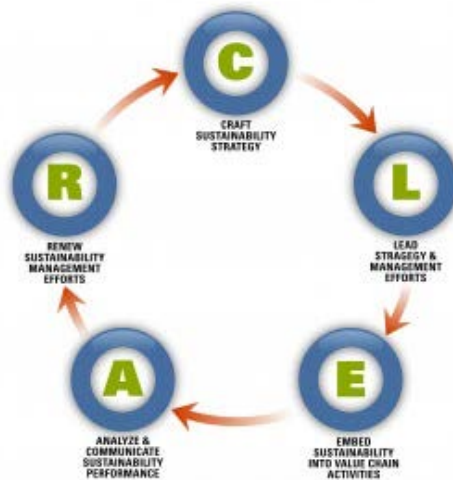 C
CRAFT
SUSTAINABILITY
STRATEGY
L
LEAD
STRAGEGY &
MANAGEMENT
EFFORTS
E
EMBED
SUSTAINABILITY
INTO VALUE CHAIN
ACTIVITIES
A
ANALYZE &
COMMUNICATE
SUSTAINABILITY
PERFORMANCE
R
RENEW
SUSTAINABILITY
MANAGEMENT
EFFORTS